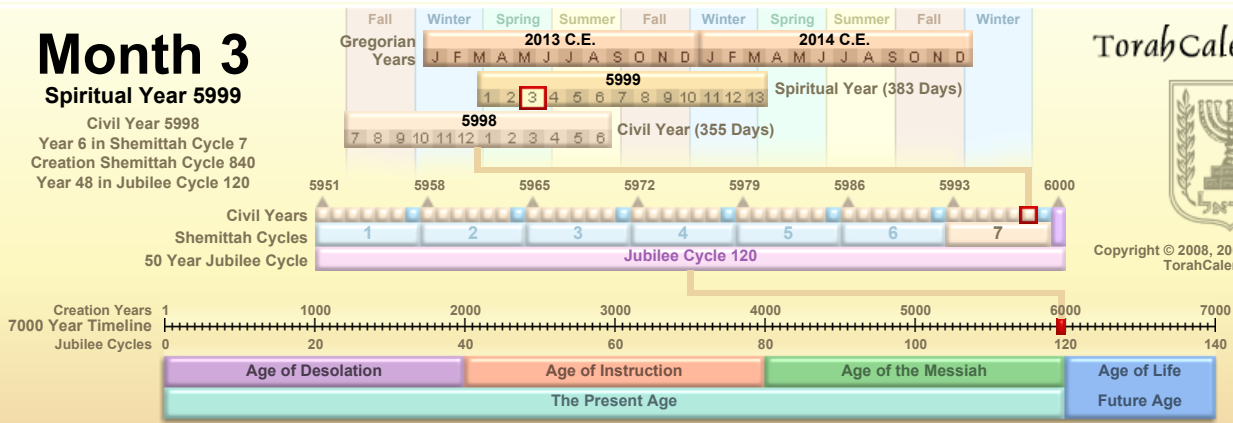 Fall Winter Spring Summer Fall Winter Spring Summer Fall Winter
Month 3
Spiritual Year 5999
Civil Year 5998
Year 6 in Shemittah Cycle 7
Creation Shemittah Cycle 840
Year 48 in Jubilee Cycle 120
Gregorian Years
2013 C.E. 2014 C.E.
J F M A M J J A S O N D J F M A M J J A S O N D
5999
1 2 3 4 5 6 7 8 9 10 11 12 13
Spiritual Year (383 Days)
5998
7 8 9 10 11 12 1 2 3 4 5 6
Civil Year (355 Days)
5951 5958 5965 5972 5979 5986 5993 6000
Civil Years
Shemittah Cycles 1 2 3 4 5 6 7
50 Year Jubilee Cycle Jubilee Cycle 120
Copyright © 2008, 20
Creation Years 1 1000 2000 3000 4000 5000 6000 7000
7000 Year Timeline
Jubilee Cycles 0 20 40 60 80 100 120 140
Age of Desolation Age of Instruction Age of the Messiah Age of Life
The Present Age Future Age